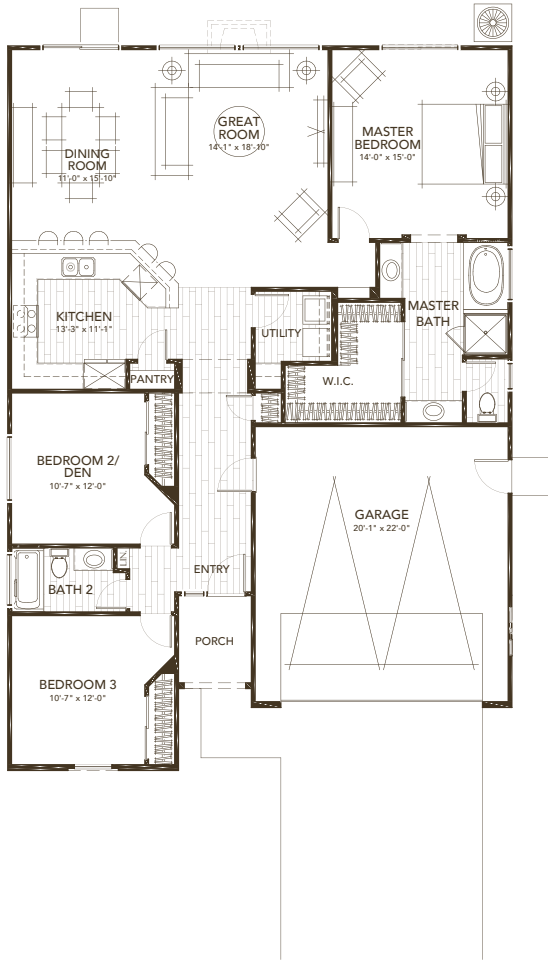 GREAT
ROOM
14'-1" x 18'-10"
DINING
ROOM
11'-0" x 15'-10"
MASTER
BEDROOM
14'-0" x 15'-0"
KITCHEN
13'-3" x 11'-1"
UTILITY
MASTER
BATH
PANTRY
W.I.C.
BEDROOM 2/
DEN
10'-7" x 12'-0"
GARAGE
20'-1" x 22'-0"
LIN
ENTRY
BATH 2
PORCH
BEDROOM 3
10'-7" x 12'-0"